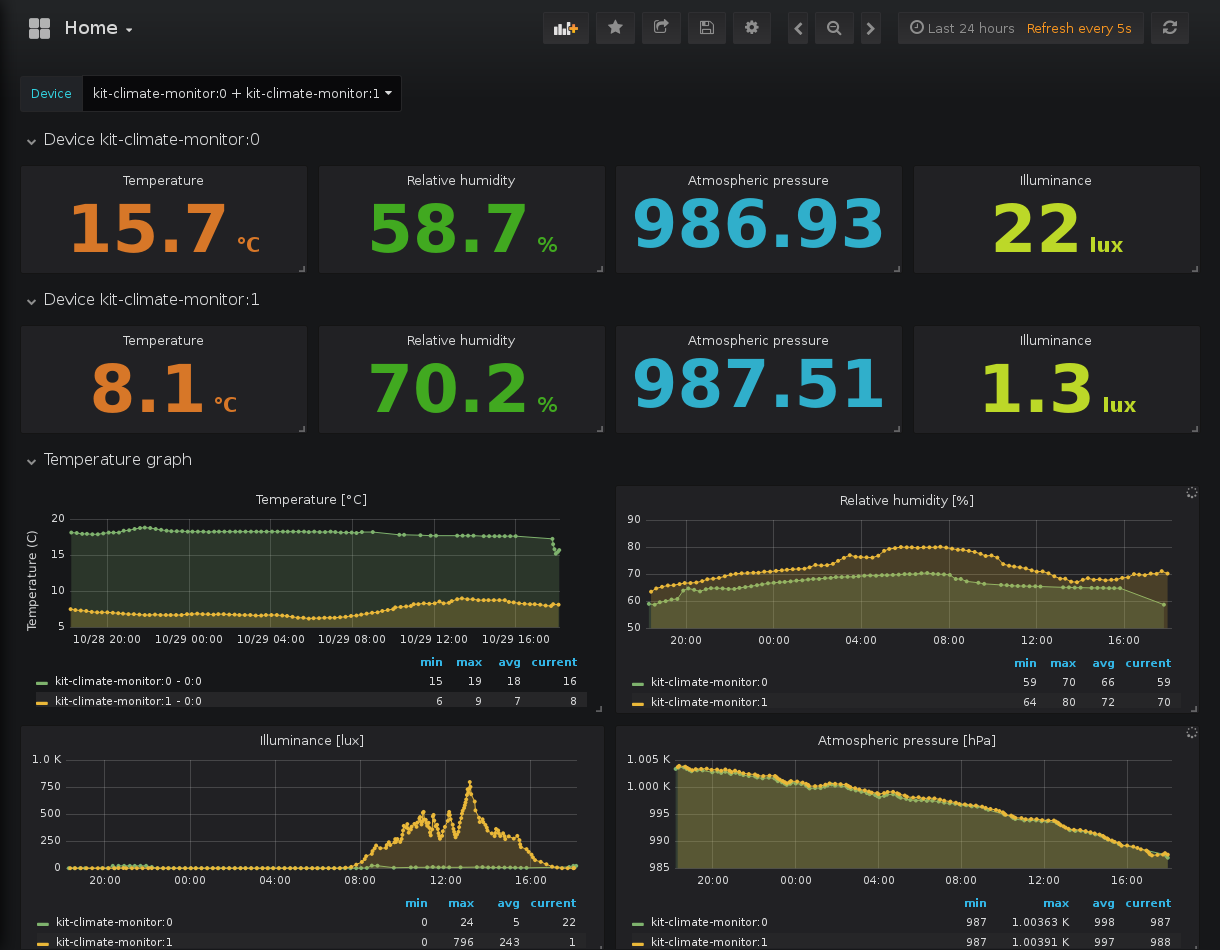 Home
Last 24 hours Refresh every 5s
Device kit-climate-monitor:0 + kit-climate-monitor:1
Device kit-climate-monitor:0
Temperature Relative humidity Atmospheric pressure Illuminance
15.7 °C 58.7 % 986.93 22 lux
Device kit-climate-monitor:1
Temperature Relative humidity Atmospheric pressure Illuminance
8.1 °C 70.2 % 987.51 1.3 lux
Temperature graph
Temperature [°C]
Temperature (C)
20
15
10
5
10/28 20:00 10/29 00:00 10/29 04:00 10/29 08:00 10/29 12:00 10/29 16:00
min max avg current
kit-climate-monitor:0 - 0:0 15 19 18 16
kit-climate-monitor:1 - 0:0 6 9 7 8
Relative humidity [%]
90
80
70
60
50
20:00 00:00 04:00 08:00 12:00 16:00
min max avg current
kit-climate-monitor:0 59 70 66 59
kit-climate-monitor:1 64 80 72 70
Illuminance [lux]
1.0 K
750
500
250
0
20:00 00:00 04:00 08:00 12:00 16:00
min max avg current
kit-climate-monitor:0 0 24 5 22
kit-climate-monitor:1 0 796 243 1
Atmospheric pressure [hPa]
1.005 K
1.000 K
995
990
985
20:00 00:00 04:00 08:00 12:00 16:00
min max avg current
kit-climate-monitor:0 987 1.00363 K 998 987
kit-climate-monitor:1 987 1.00391 K 997 988